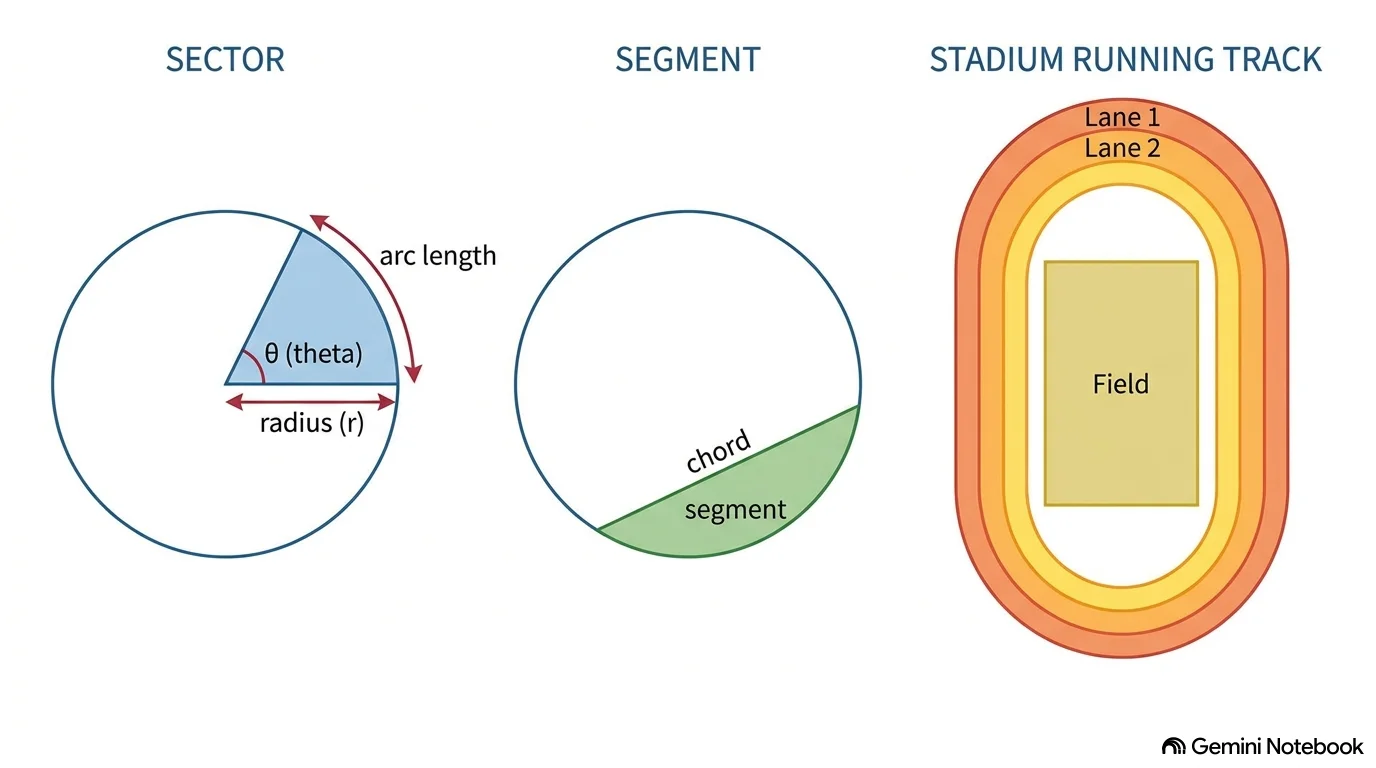 SECTOR
arc length
θ (theta)
radius (r)
SEGMENT
chord
segment
STADIUM RUNNING TRACK
Lane 1
Lane 2
Field
Gemini Notebook